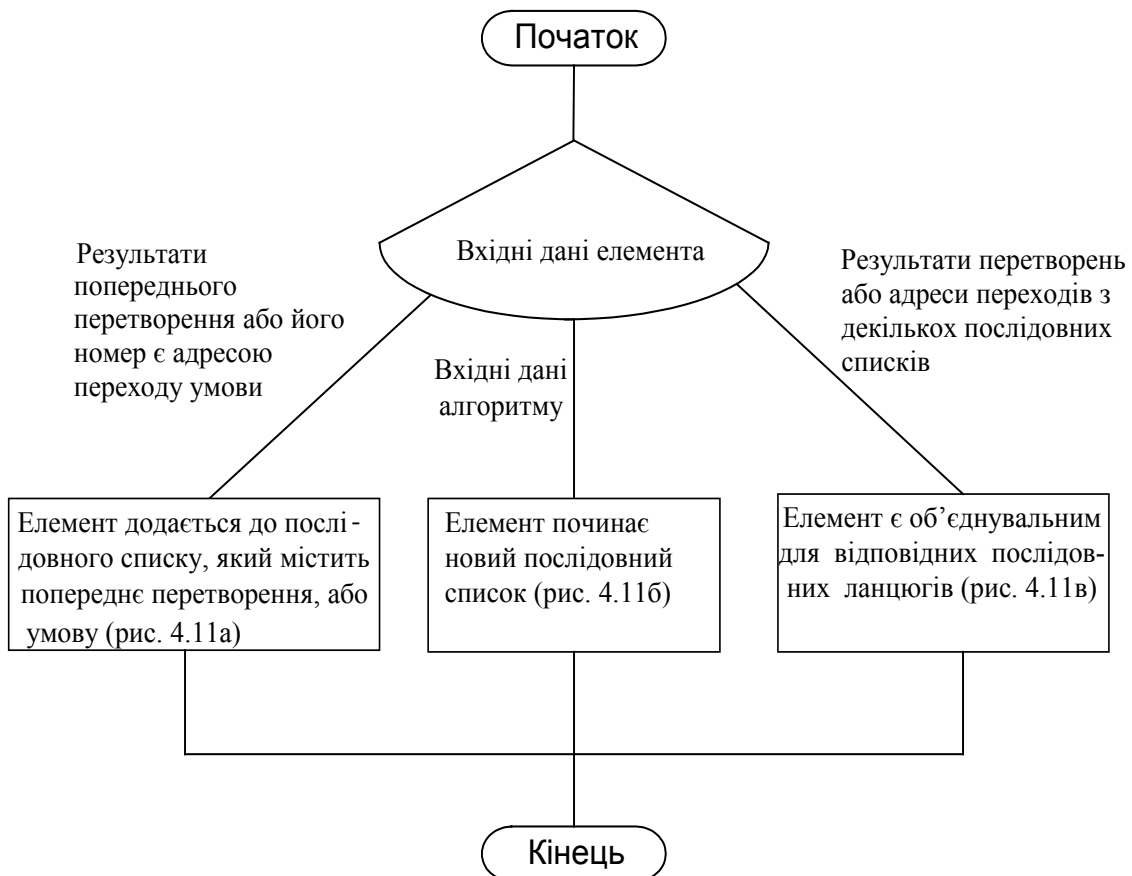 Початок
Вхідні дані елемента
Результати
попереднього
перетворення або його
номер є адресою
переходу умови
Вхідні дані
алгоритму
Результати перетворень
або адреси переходів з
декількох послідовних
списків
Елемент додається до послі-
довного списку, який містить
попереднє перетворення, або
умову (рис. 4.11а)
Елемент починає
новий послідовний
список (рис. 4.11б)
Елемент є об’єднувальним
для відповідних послідов-
них ланцюгів (рис. 4.11в)
Кінець